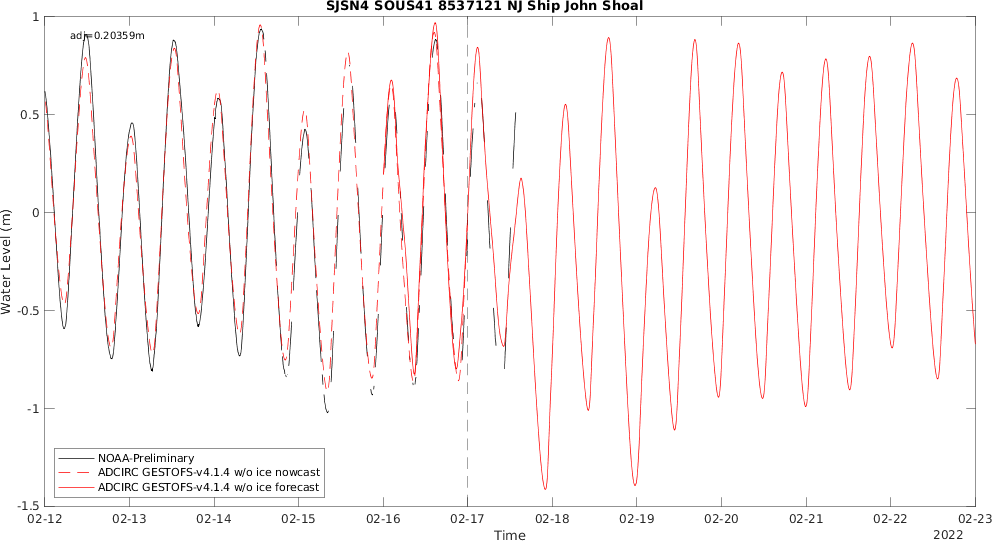 SJSN4 SOUS41 8537121 NJ Ship John Shoal
1
adj=0.20359m
0.5
0
-0.5
-1
-1.5
Water Level (m)
NOAA-Preliminary
ADCIRC GESTOFS-v4.1.4 w/o ice nowcast
ADCIRC GESTOFS-v4.1.4 w/o ice forecast
02-12 02-13 02-14 02-15 02-16 02-17 02-18 02-19 02-20 02-21 02-22 02-23
Time
2022